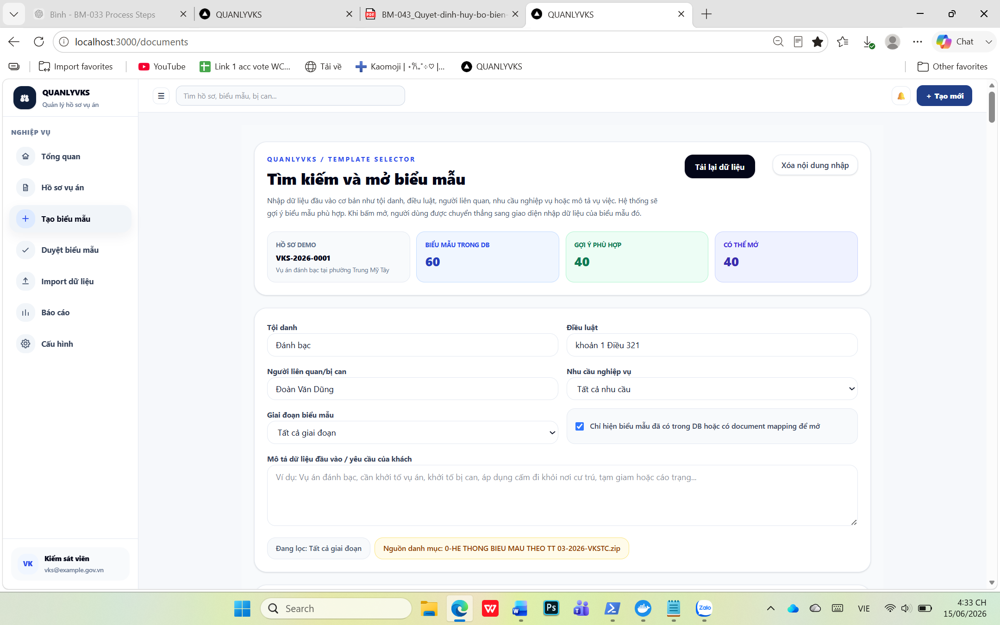 Bình - BM-033 Process Steps
QUANLYVKS
BM-043_Quyet-dinh-huy-bo-bien-
QUANLYVKS
localhost:3000/documents
Chat
Import favorites
YouTube
Link 1 acc vote WC...
Tải về
QUANLYVKS
Other favorites
QUANLYVKS
Quản lý hồ sơ vụ án
Tìm hồ sơ, biểu mẫu, bị can...
+ Tạo mới
NGHIỆP VỤ
Tổng quan
Hồ sơ vụ án
Tạo biểu mẫu
Duyệt biểu mẫu
Import dữ liệu
Báo cáo
Cấu hình
VK
Kiểm sát viên
vks@example.gov.vn
QUANLYVKS / TEMPLATE SELECTOR
Tìm kiếm và mở biểu mẫu
Nhập dữ liệu đầu vào cơ bản như tội danh, điều luật, người liên quan, nhu cầu nghiệp vụ hoặc mô tả vụ việc. Hệ thống sẽ
gợi ý biểu mẫu phù hợp. Khi bấm mở, người dùng được chuyển thẳng sang giao diện nhập dữ liệu của biểu mẫu đó.
Tải lại dữ liệu
Xóa nội dung nhập
HỒ SƠ DEMO
VKS-2026-0001
Vụ án đánh bạc tại phường Trung Mỹ Tây
BIỂU MẪU TRONG DB
60
GỢI Ý PHÙ HỢP
40
CÓ THỂ MỞ
40
Tội danh
Đánh bạc
Điều luật
khoản 1 Điều 321
Người liên quan/bị can
Đoàn Văn Dũng
Nhu cầu nghiệp vụ
Tất cả nhu cầu
Giai đoạn biểu mẫu
Tất cả giai đoạn
Chỉ hiện biểu mẫu đã có trong DB hoặc có document mapping để mở
Mô tả dữ liệu đầu vào / yêu cầu của khách
Ví dụ: Vụ án đánh bạc, cần khởi tố vụ án, khởi tố bị can, áp dụng cấm đi khỏi nơi cư trú, tạm giam hoặc cáo trạng...
Đang lọc: Tất cả giai đoạn
Nguồn danh mục: 0-HE THONG BIEU MAU THEO TT 03-2026-VKSTC.zip
Search
VIE
4:33 CH
15/06/2026